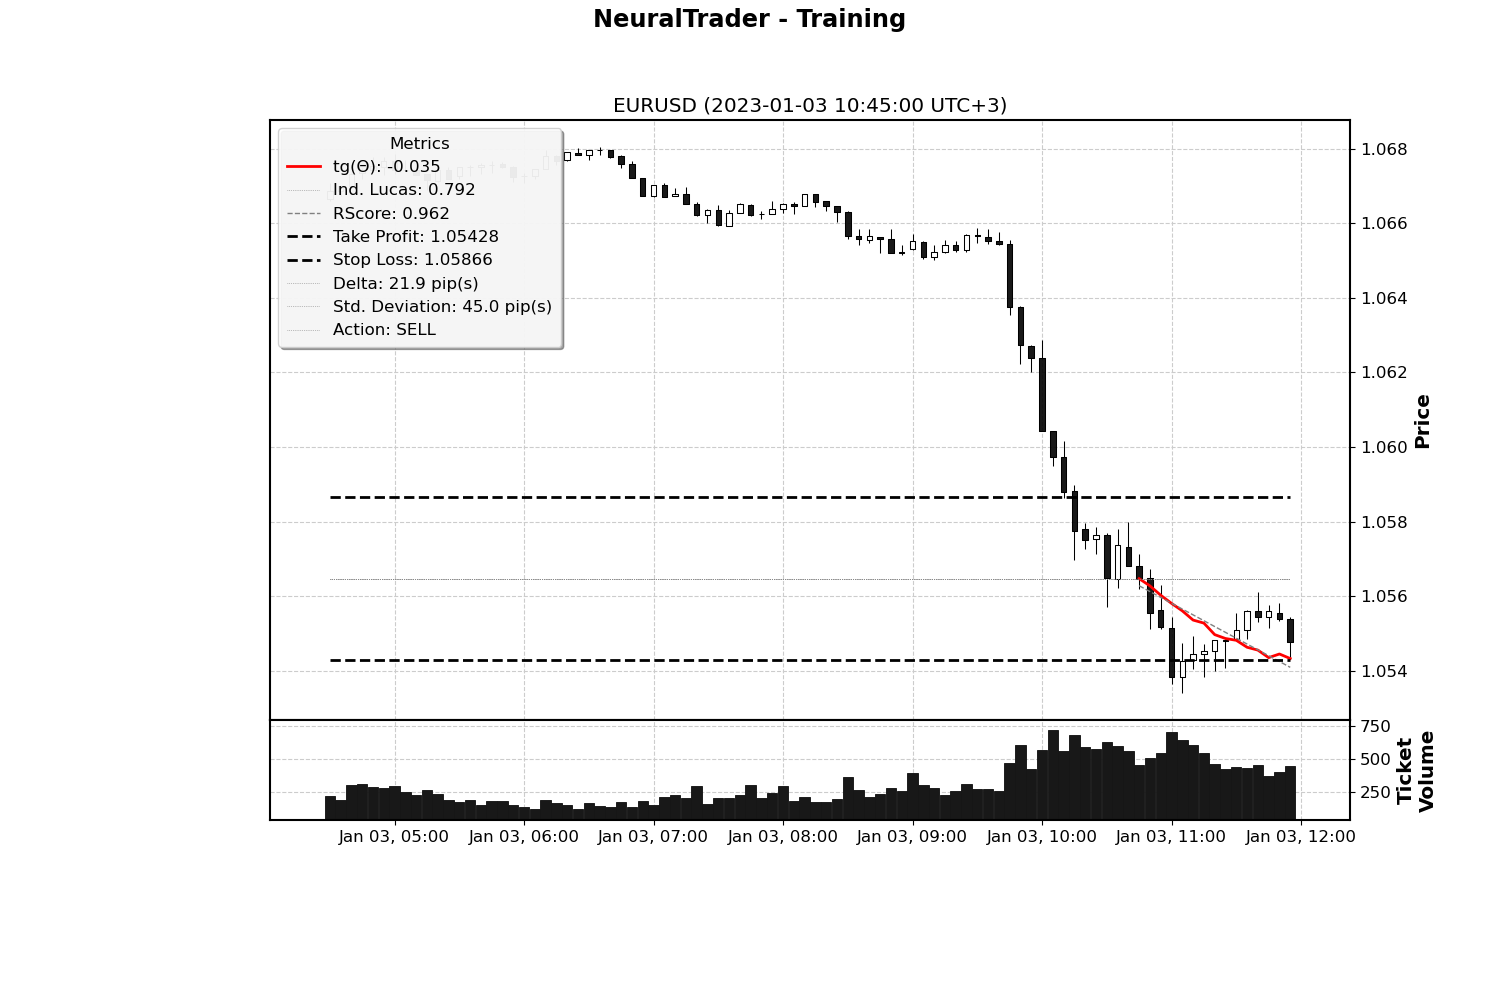 NeuralTrader - Training
EURUSD (2023-01-03 10:45:00 UTC+3)
Metrics
tg(Θ): -0.035
Ind. Lucas: 0.792
RScore: 0.962
Take Profit: 1.05428
Stop Loss: 1.05866
Delta: 21.9 pip(s)
Std. Deviation: 45.0 pip(s)
Action: SELL
1.068
1.066
1.064
1.062
1.060
1.058
1.056
1.054
Price
750
500
250
Ticket
Volume
Jan 03, 05:00
Jan 03, 06:00
Jan 03, 07:00
Jan 03, 08:00
Jan 03, 09:00
Jan 03, 10:00
Jan 03, 11:00
Jan 03, 12:00